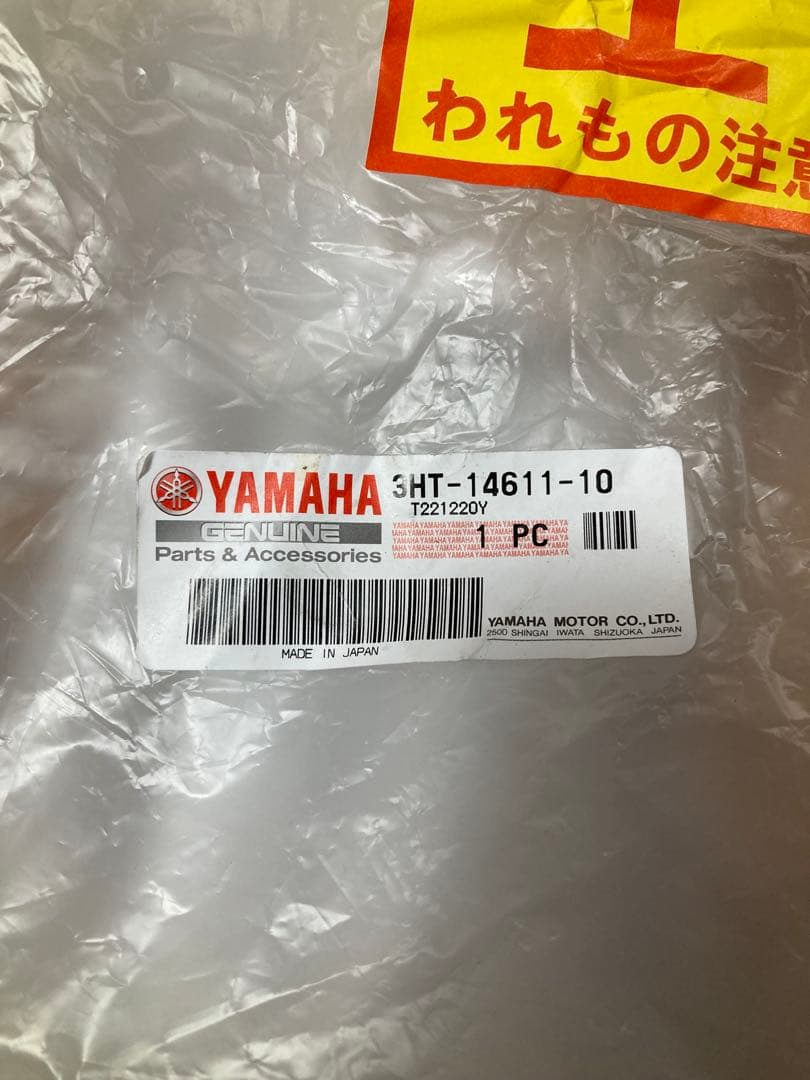 われもの注意
YAMAHA
GENUINE
Parts & Accessories
3HT-14611-10
T221220Y
1 PC
MADE IN JAPAN
YAMAHA MOTOR CO.,LTD.
2500 SHINGAI IWATA SHIZUOKA JAPAN